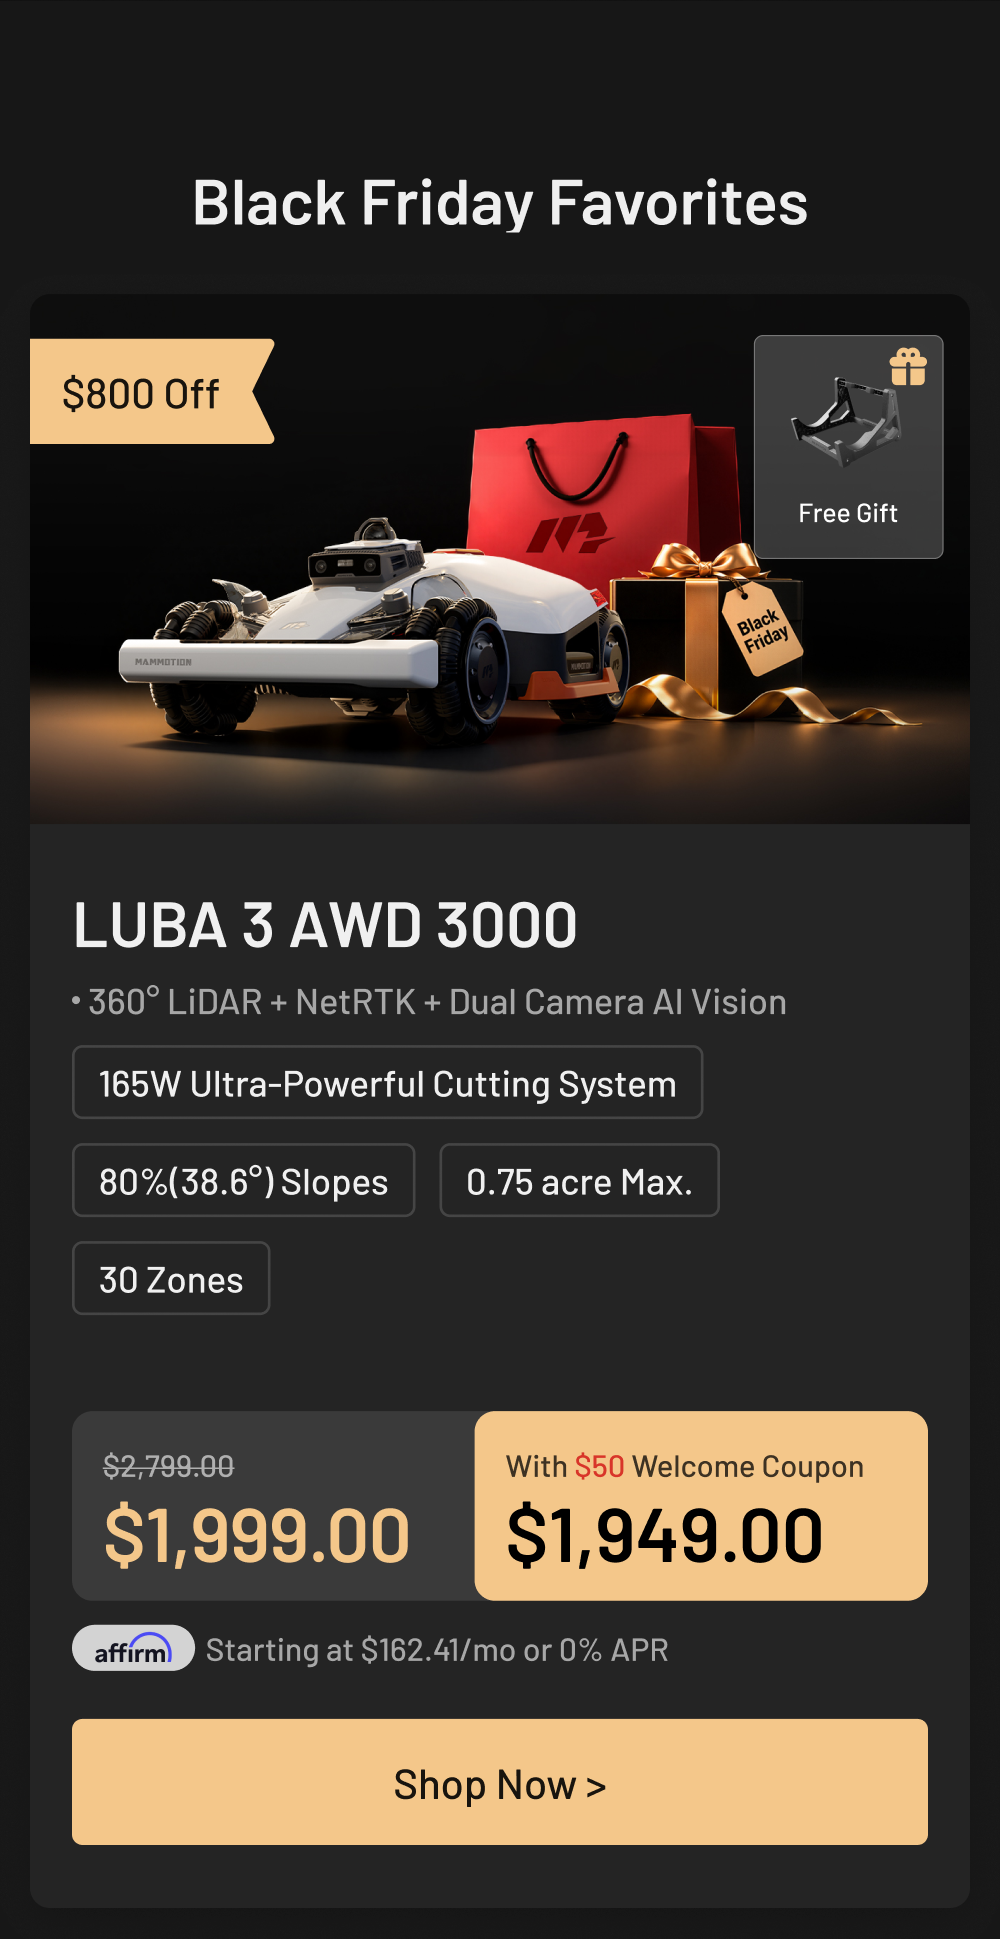 Black Friday Favorites
$800 Off
Free Gift
Black
Friday
MAMMOTION
MAMMOTION
LUBA 3 AWD 3000
• 360° LiDAR + NetRTK + Dual Camera AI Vision
165W Ultra-Powerful Cutting System
80%(38.6°) Slopes
0.75 acre Max.
30 Zones
$2,799.00
$1,999.00
With $50 Welcome Coupon
$1,949.00
affirm Starting at $162.41/mo or 0% APR
Shop Now >